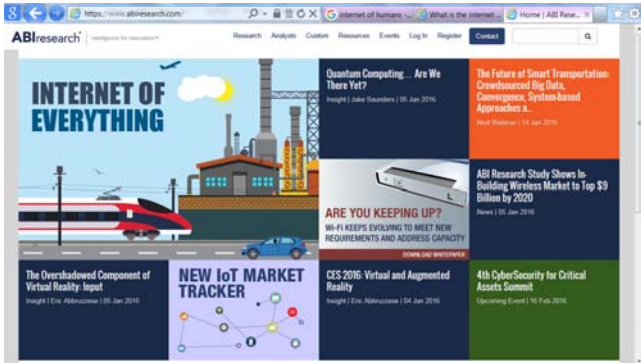 https://www.abiresearch.com/
internet of humans -...
What is the internet ...
Home | ABI Rese...
ABIresearch
intelligence for innovation
Research Analysts Custom Resources Events Log In Register Contact
INTERNET OF
EVERYTHING
Quantum Computing… Are We
There Yet?
Insight | Jake Saunders | 05 Jan 2016
The Future of Smart Transportation:
Crowdsourced Big Data,
Convergence, System-based
Approaches a...
Next Webinar | 14 Jan 2016
ARE YOU KEEPING UP?
WI-FI KEEPS EVOLVING TO MEET NEW
REQUIREMENTS AND ADDRESS CAPACITY
DOWNLOAD WHITEPAPER
ABI Research Study Shows In-
Building Wireless Market to Top $9
Billion by 2020
News | 05 Jan 2016
The Overshadowed Component of
Virtual Reality: Input
Insight | Eric Abbruzzese | 05 Jan 2016
NEW IoT MARKET
TRACKER
CES 2016: Virtual and Augmented
Reality
Insight | Eric Abbruzzese | 04 Jan 2016
4th CyberSecurity for Critical
Assets Summit
Upcoming Event | 16 Feb 2016